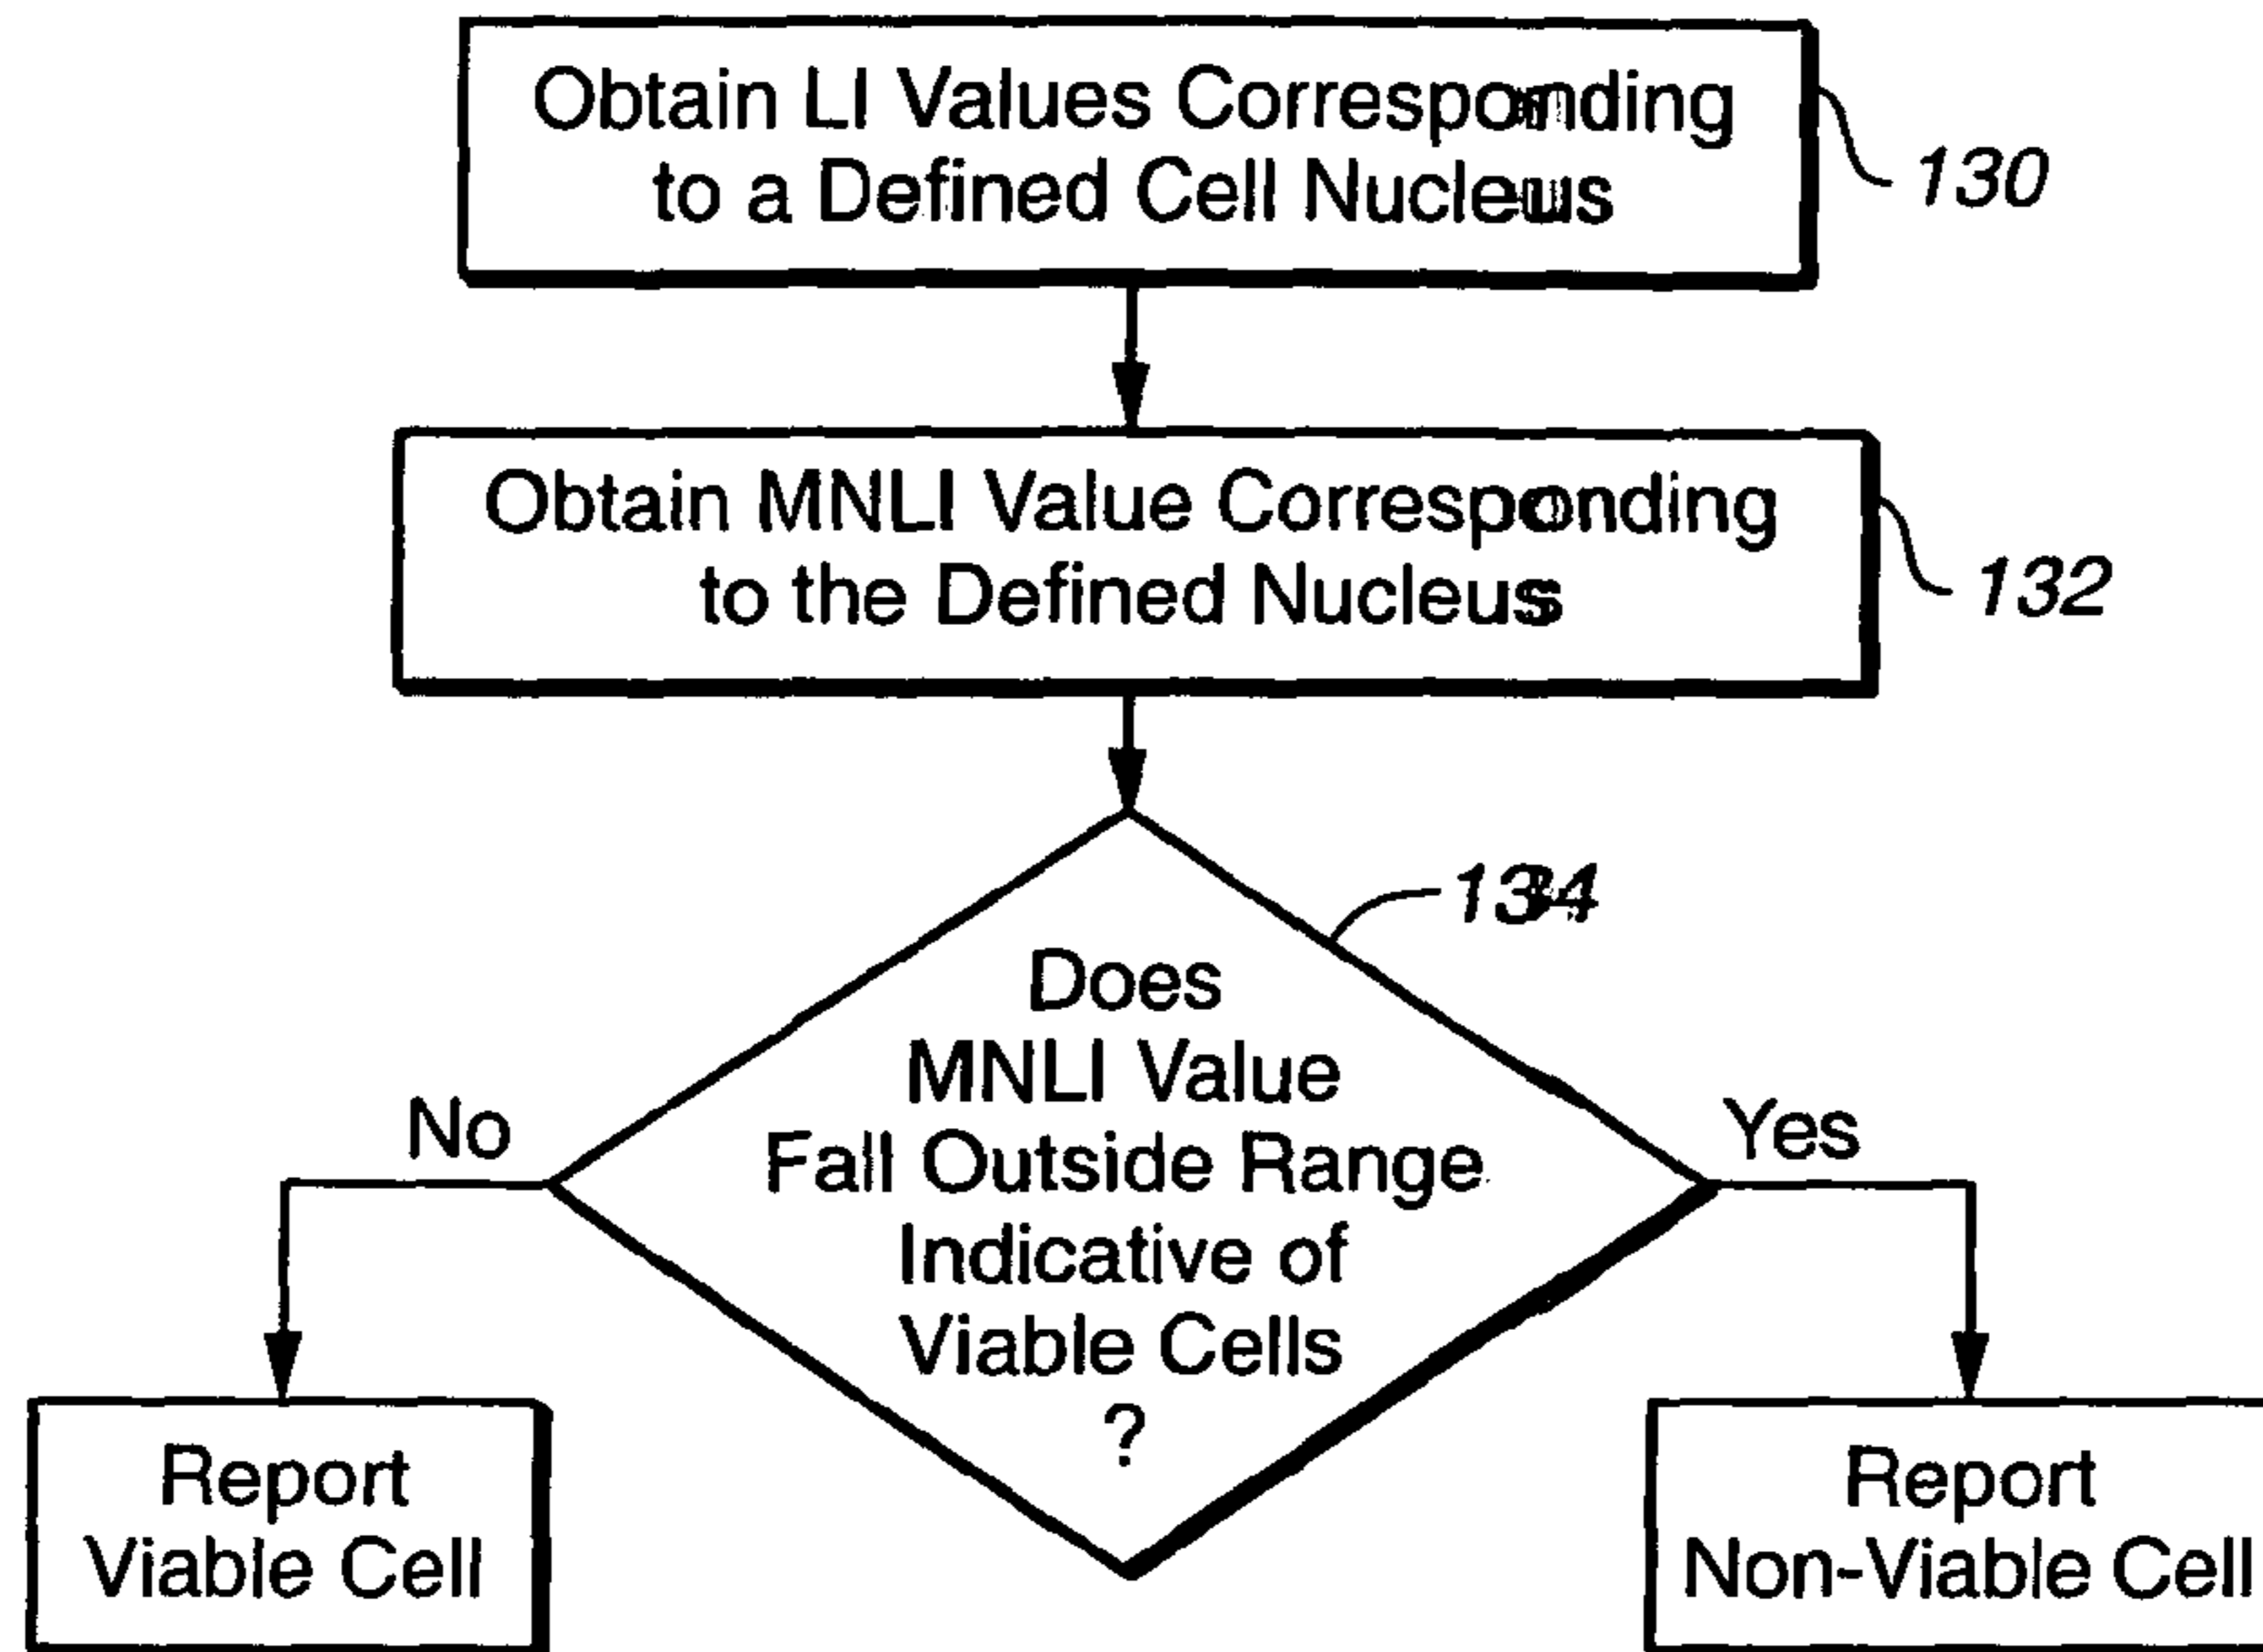 Obtain LI Values Corresponding
to a Defined Cell Nucleus
130
Obtain MNLI Value Corresponding
to the Defined Nucleus
132
134
Does
MNLI Value
Fall Outside Range
Indicative of
Viable Cells
?
No
Yes
Report
Viable Cell
Report
Non-Viable Cell